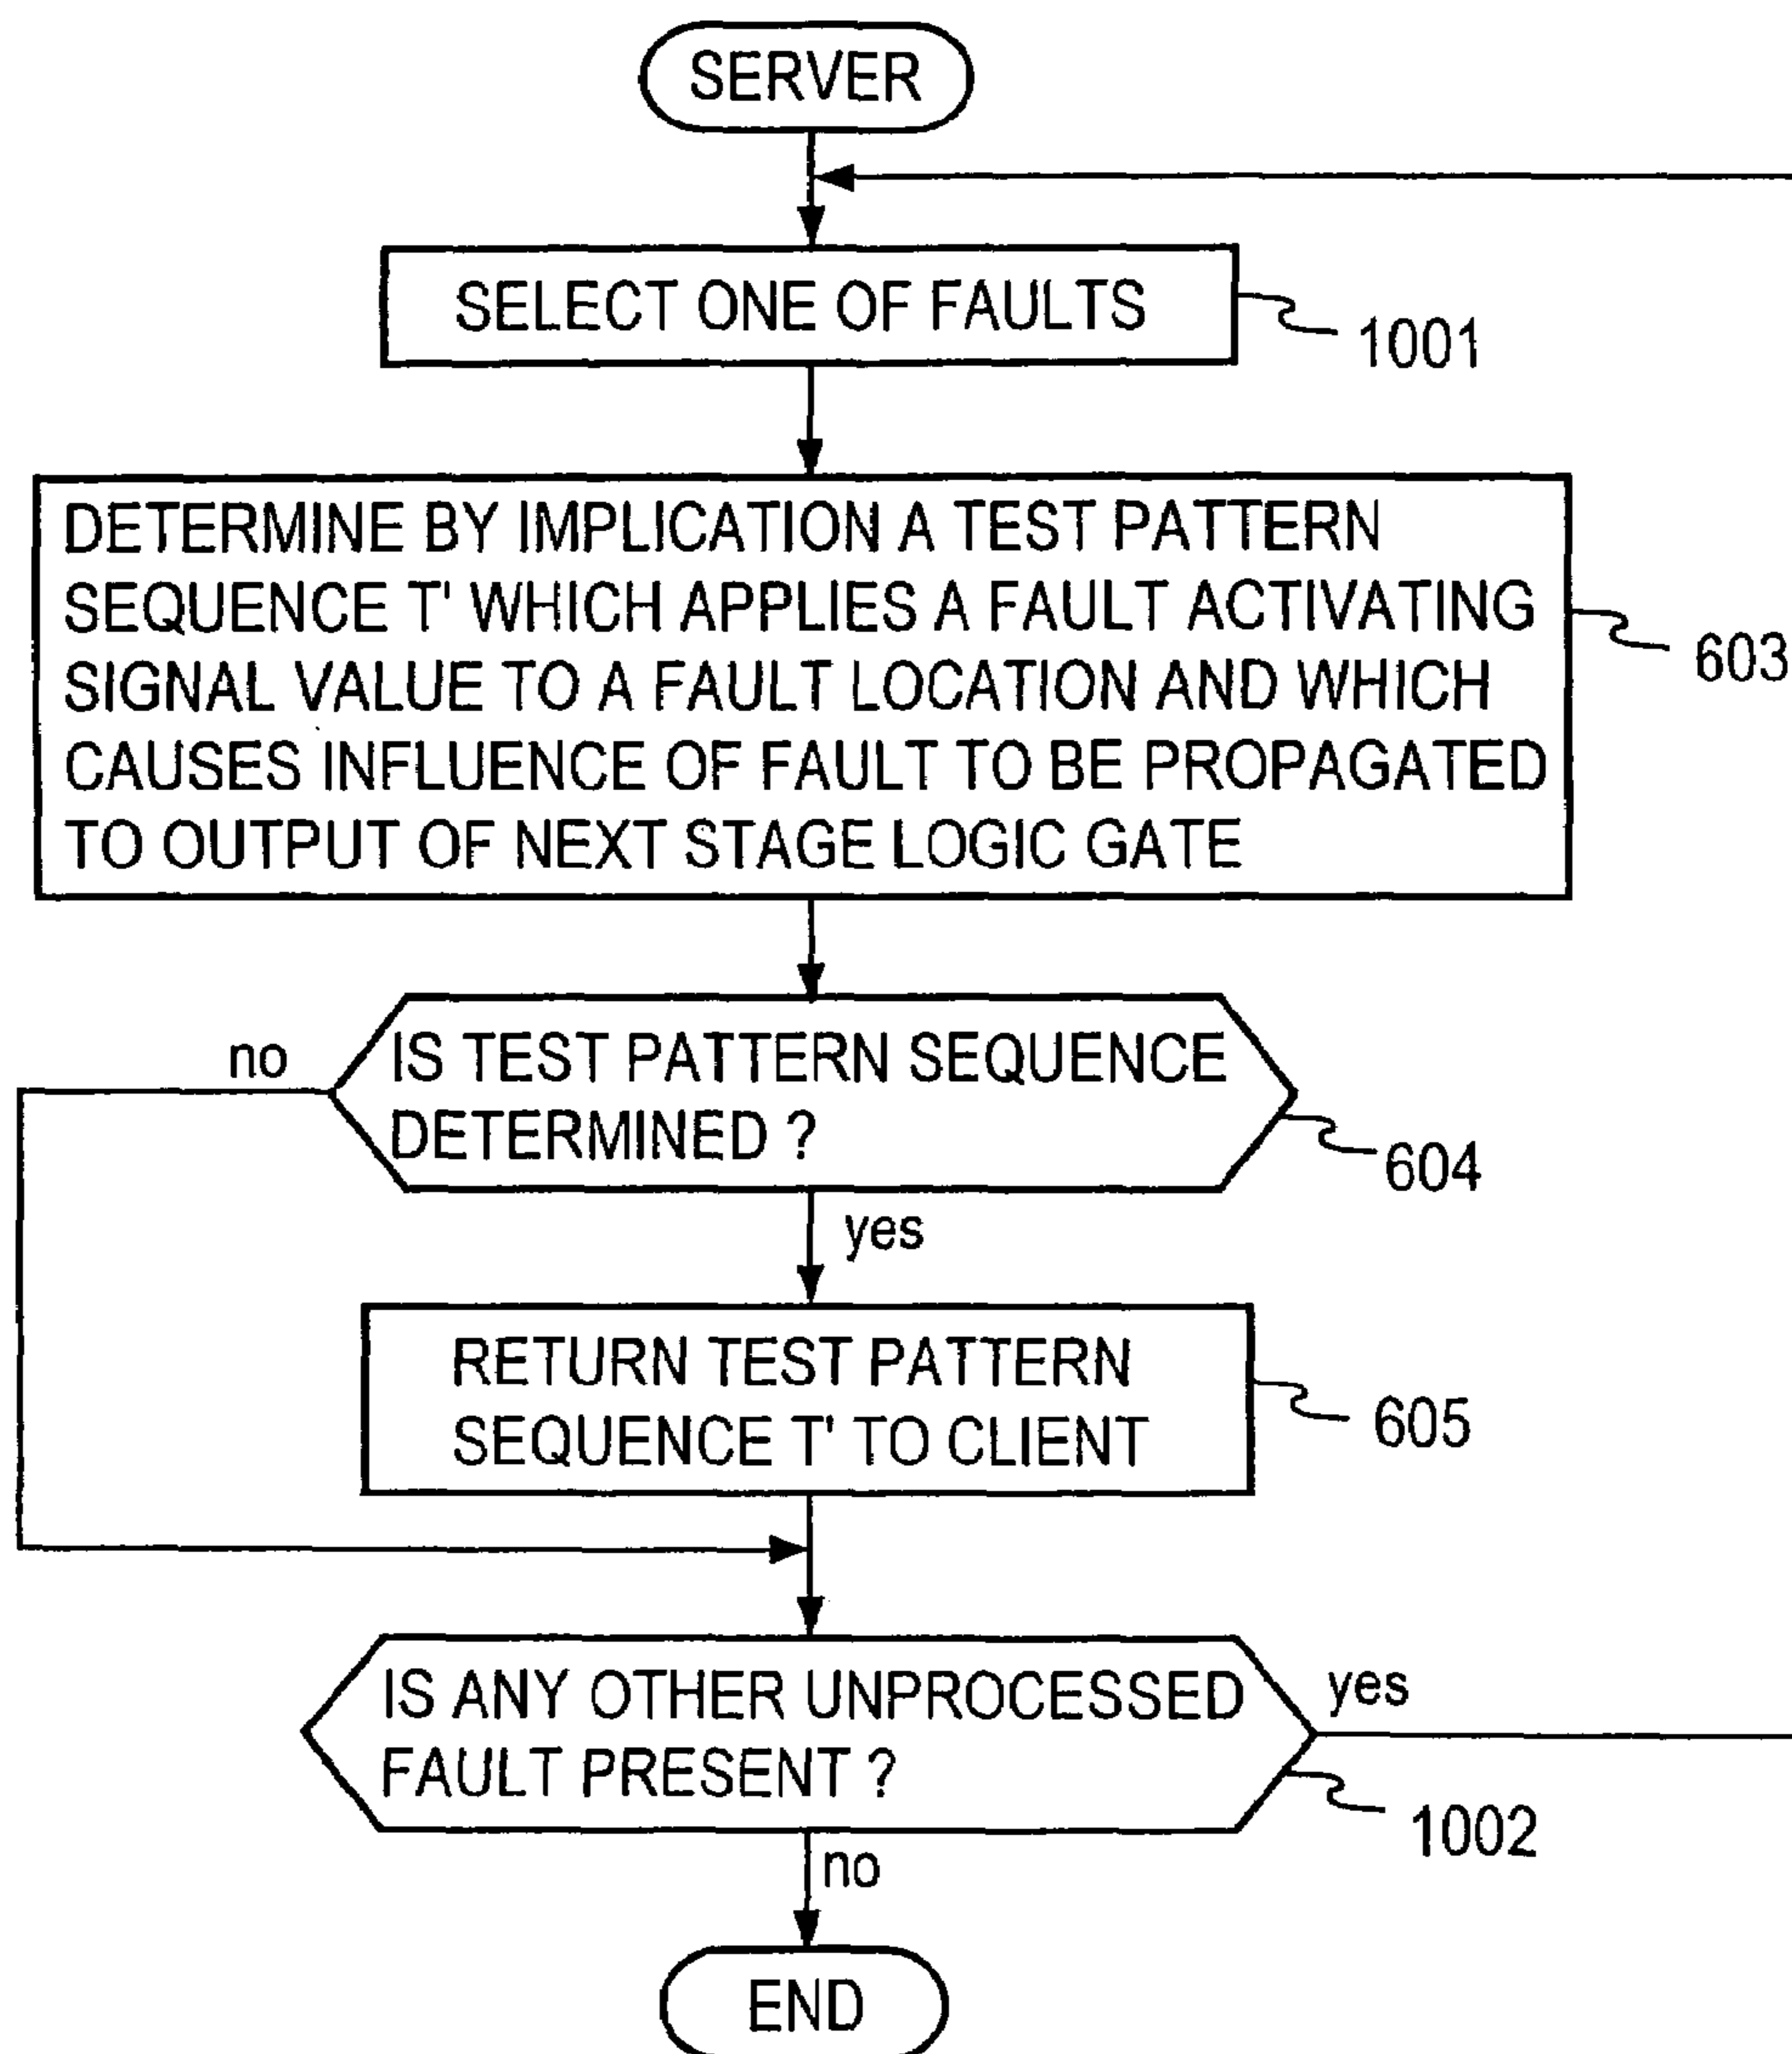 SERVER
SELECT ONE OF FAULTS
1001
DETERMINE BY IMPLICATION A TEST PATTERN
SEQUENCE T' WHICH APPLIES A FAULT ACTIVATING
SIGNAL VALUE TO A FAULT LOCATION AND WHICH
CAUSES INFLUENCE OF FAULT TO BE PROPAGATED
TO OUTPUT OF NEXT STAGE LOGIC GATE
603
no
IS TEST PATTERN SEQUENCE
DETERMINED ?
604
yes
RETURN TEST PATTERN
SEQUENCE T' TO CLIENT
605
IS ANY OTHER UNPROCESSED
FAULT PRESENT ?
yes
1002
no
END